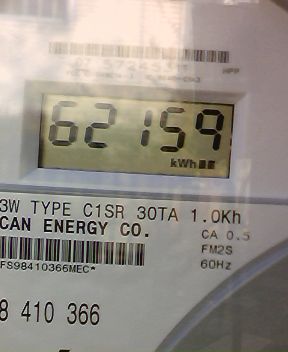 62159
kWh
3W TYPE C1SR 30TA 1.0Kh
CAN ENERGY CO.
CA 0.5
FM2S
60Hz
FS98410366MEC*
8 410 366